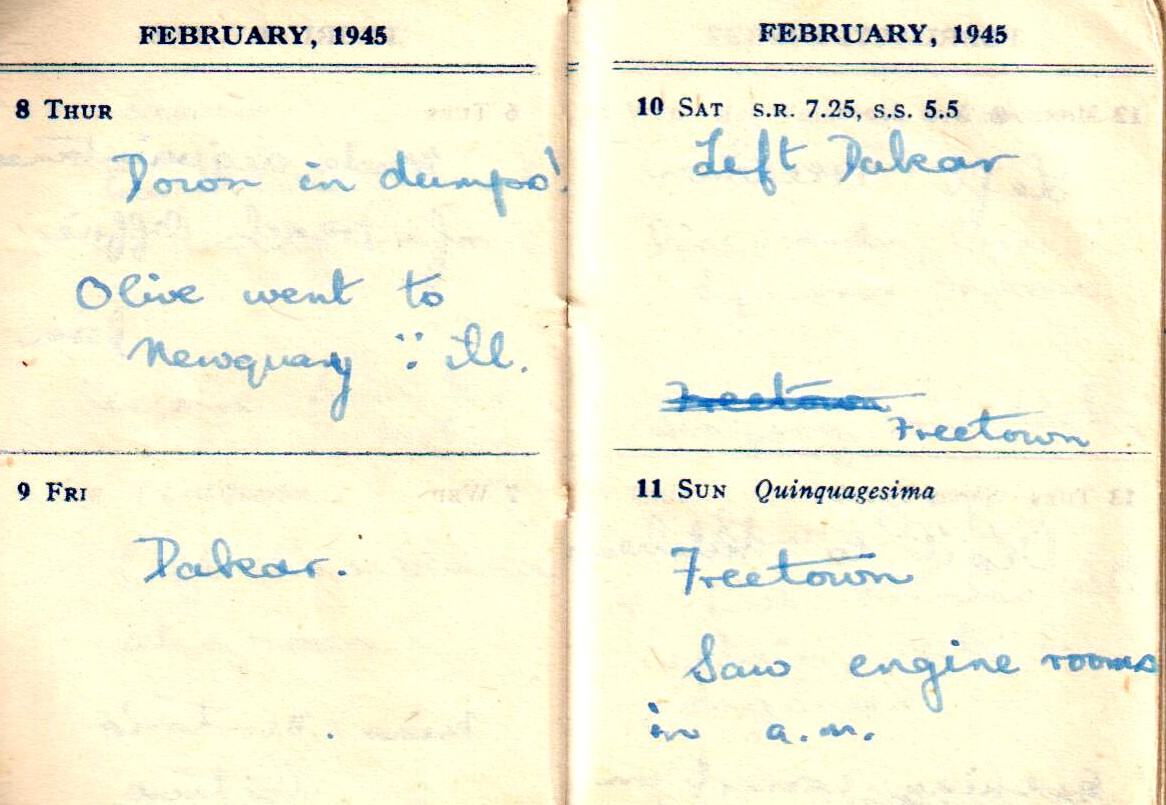 FEBRUARY, 1945
8 THUR
Down in dumps!
Olive went to
Newquay ∵ ill.
9 FRI
Dakar.
FEBRUARY, 1945
10 SAT S.R. 7.25, S.S. 5.5
Left Dakar
Freetown
Freetown
11 SUN Quinquagesima
Freetown
Saw engine rooms
in a.m.